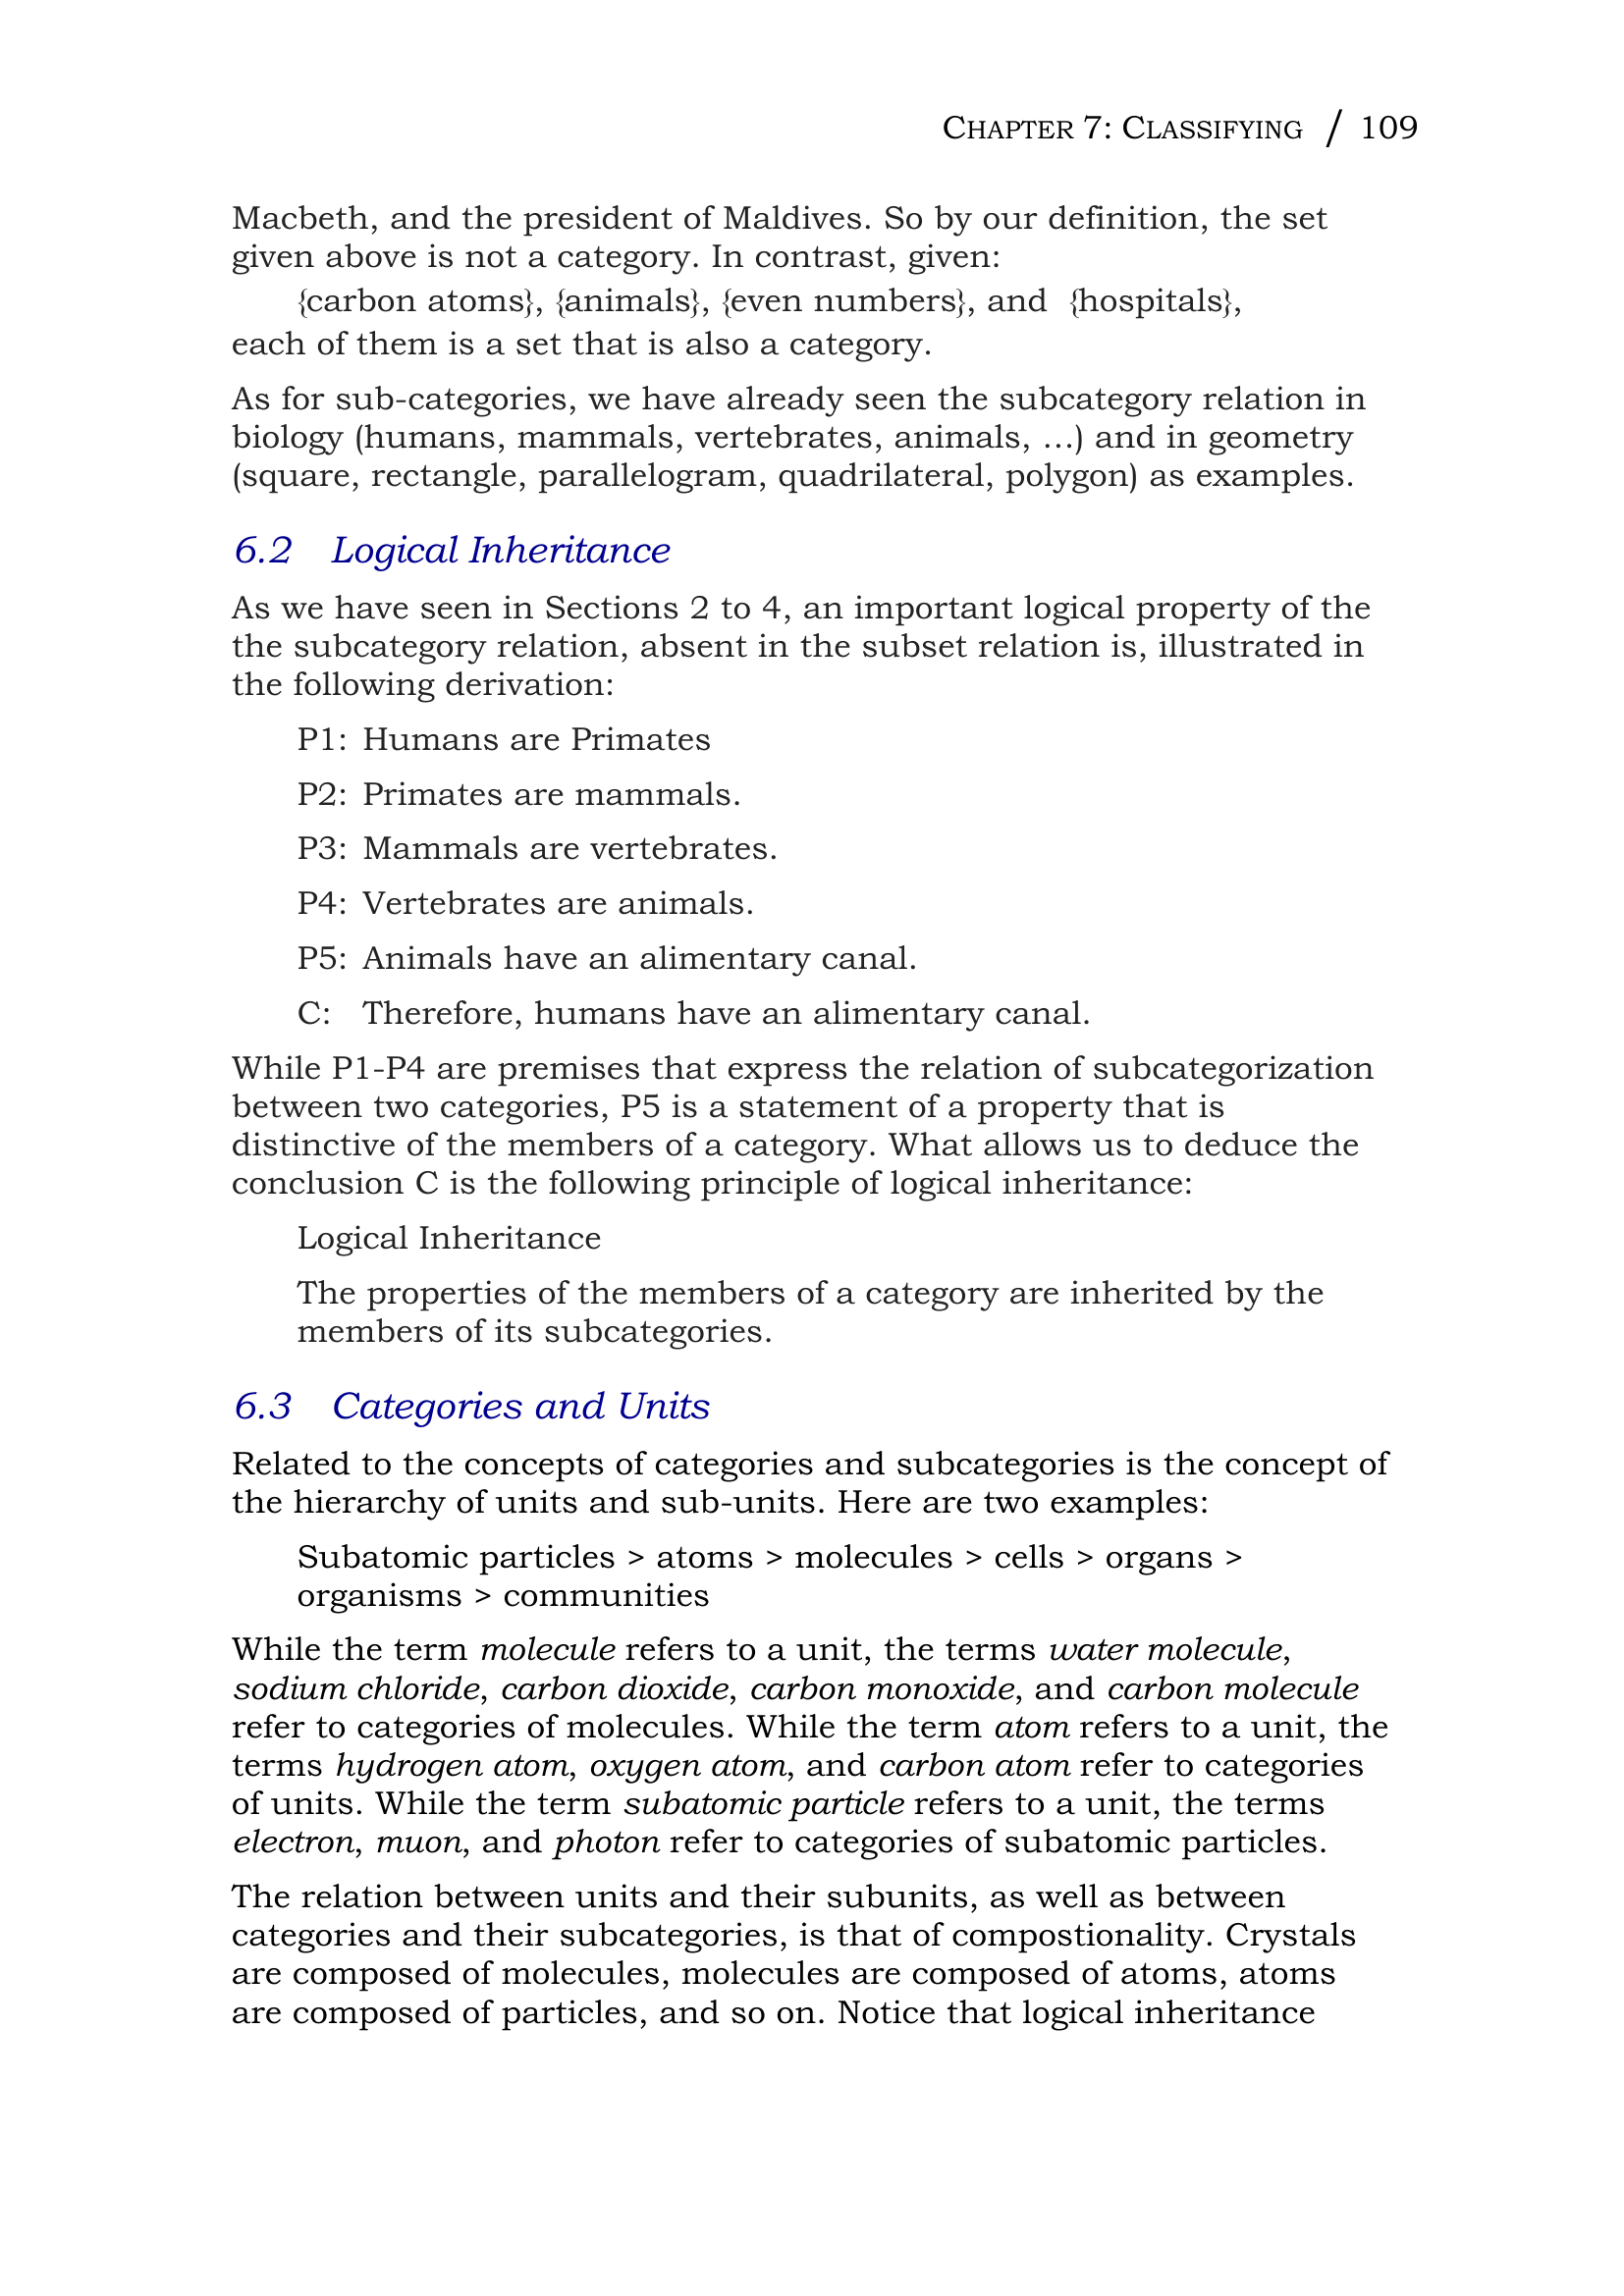 CHAPTER 7: CLASSIFYING / 109
Macbeth, and the president of Maldives. So by our definition, the set
given above is not a category. In contrast, given:
{carbon atoms}, {animals}, {even numbers}, and {hospitals},
each of them is a set that is also a category.
As for sub-categories, we have already seen the subcategory relation in
biology (humans, mammals, vertebrates, animals, …) and in geometry
(square, rectangle, parallelogram, quadrilateral, polygon) as examples.
6.2 Logical Inheritance
As we have seen in Sections 2 to 4, an important logical property of the
the subcategory relation, absent in the subset relation is, illustrated in
the following derivation:
P1: Humans are Primates
P2: Primates are mammals.
P3: Mammals are vertebrates.
P4: Vertebrates are animals.
P5: Animals have an alimentary canal.
C: Therefore, humans have an alimentary canal.
While P1-P4 are premises that express the relation of subcategorization
between two categories, P5 is a statement of a property that is
distinctive of the members of a category. What allows us to deduce the
conclusion C is the following principle of logical inheritance:
Logical Inheritance
The properties of the members of a category are inherited by the
members of its subcategories.
6.3 Categories and Units
Related to the concepts of categories and subcategories is the concept of
the hierarchy of units and sub-units. Here are two examples:
Subatomic particles > atoms > molecules > cells > organs >
organisms > communities
While the term molecule refers to a unit, the terms water molecule,
sodium chloride, carbon dioxide, carbon monoxide, and carbon molecule
refer to categories of molecules. While the term atom refers to a unit, the
terms hydrogen atom, oxygen atom, and carbon atom refer to categories
of units. While the term subatomic particle refers to a unit, the terms
electron, muon, and photon refer to categories of subatomic particles.
The relation between units and their subunits, as well as between
categories and their subcategories, is that of compostionality. Crystals
are composed of molecules, molecules are composed of atoms, atoms
are composed of particles, and so on. Notice that logical inheritance